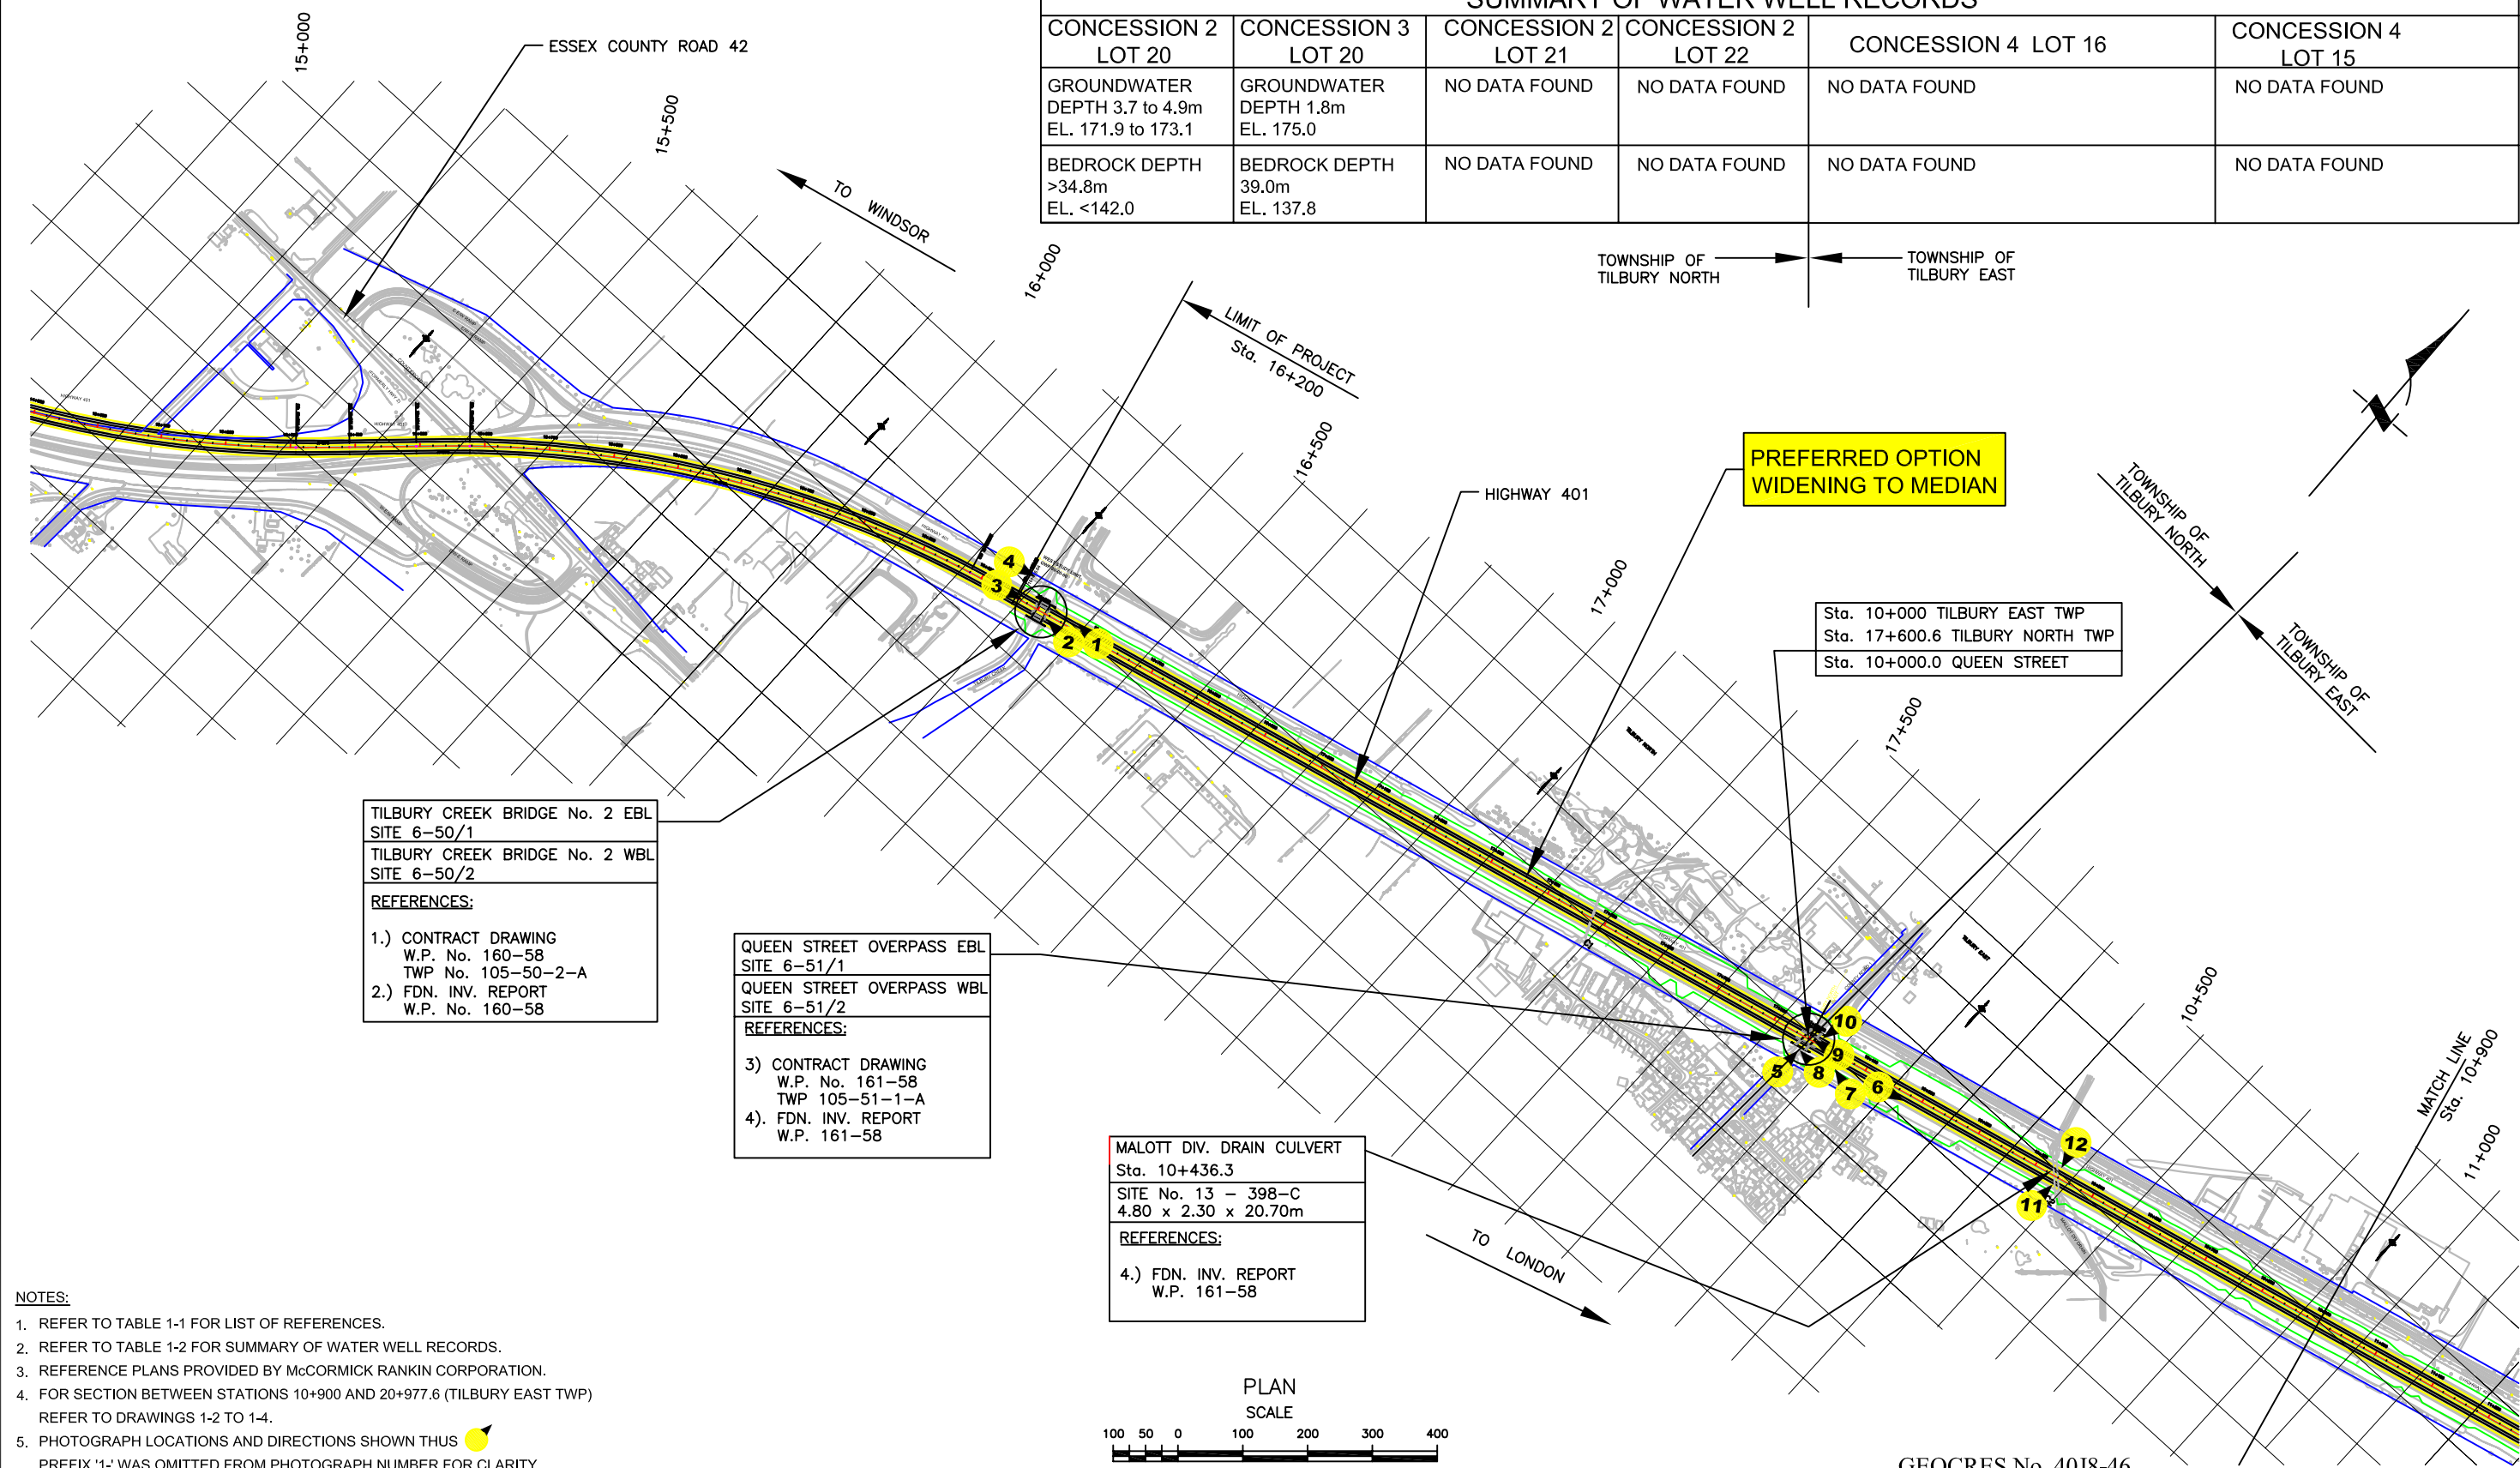 SUMMARY OF WATER WELL RECORDS
CONCESSION 2
LOT 20
CONCESSION 3
LOT 20
CONCESSION 2
LOT 21
CONCESSION 2
LOT 22
CONCESSION 4 LOT 16
CONCESSION 4
LOT 15
GROUNDWATER
DEPTH 3.7 to 4.9m
EL. 171.9 to 173.1
GROUNDWATER
DEPTH 1.8m
EL. 175.0
NO DATA FOUND
NO DATA FOUND
NO DATA FOUND
NO DATA FOUND
BEDROCK DEPTH
>34.8m
EL. <142.0
BEDROCK DEPTH
39.0m
EL. 137.8
NO DATA FOUND
NO DATA FOUND
NO DATA FOUND
NO DATA FOUND
TOWNSHIP OF
TILBURY NORTH
TOWNSHIP OF
TILBURY EAST
15+000
ESSEX COUNTY ROAD 42
15+500
TO WINDSOR
16+000
LIMIT OF PROJECT
Sta. 16+200
16+500
HIGHWAY 401
PREFERRED OPTION
WIDENING TO MEDIAN
17+000
TOWNSHIP OF
TILBURY NORTH
TOWNSHIP OF
TILBURY EAST
Sta. 10+000 TILBURY EAST TWP
Sta. 17+600.6 TILBURY NORTH TWP
Sta. 10+000.0 QUEEN STREET
17+500
TILBURY NORTH
TILBURY EAST
4
3
2
1
10
9
8
5
7
6
12
11
10+500
MATCH LINE
Sta. 10+900
11+000
TILBURY CREEK BRIDGE No. 2 EBL
SITE 6-50/1
TILBURY CREEK BRIDGE No. 2 WBL
SITE 6-50/2
REFERENCES:
1.) CONTRACT DRAWING
W.P. No. 160-58
TWP No. 105-50-2-A
2.) FDN. INV. REPORT
W.P. No. 160-58
QUEEN STREET OVERPASS EBL
SITE 6-51/1
QUEEN STREET OVERPASS WBL
SITE 6-51/2
REFERENCES:
3) CONTRACT DRAWING
W.P. No. 161-58
TWP 105-51-1-A
4). FDN. INV. REPORT
W.P. 161-58
MALOTT DIV. DRAIN CULVERT
Sta. 10+436.3
SITE No. 13 - 398-C
4.80 x 2.30 x 20.70m
REFERENCES:
4.) FDN. INV. REPORT
W.P. 161-58
TO LONDON
NOTES:
1. REFER TO TABLE 1-1 FOR LIST OF REFERENCES.
2. REFER TO TABLE 1-2 FOR SUMMARY OF WATER WELL RECORDS.
3. REFERENCE PLANS PROVIDED BY McCORMICK RANKIN CORPORATION.
4. FOR SECTION BETWEEN STATIONS 10+900 AND 20+977.6 (TILBURY EAST TWP)
REFER TO DRAWINGS 1-2 TO 1-4.
5. PHOTOGRAPH LOCATIONS AND DIRECTIONS SHOWN THUS
PREFIX '1-' WAS OMITTED FROM PHOTOGRAPH NUMBER FOR CLARITY
PLAN
SCALE
100 50 0 100 200 300 400
GEOCRES No. 40J8-46